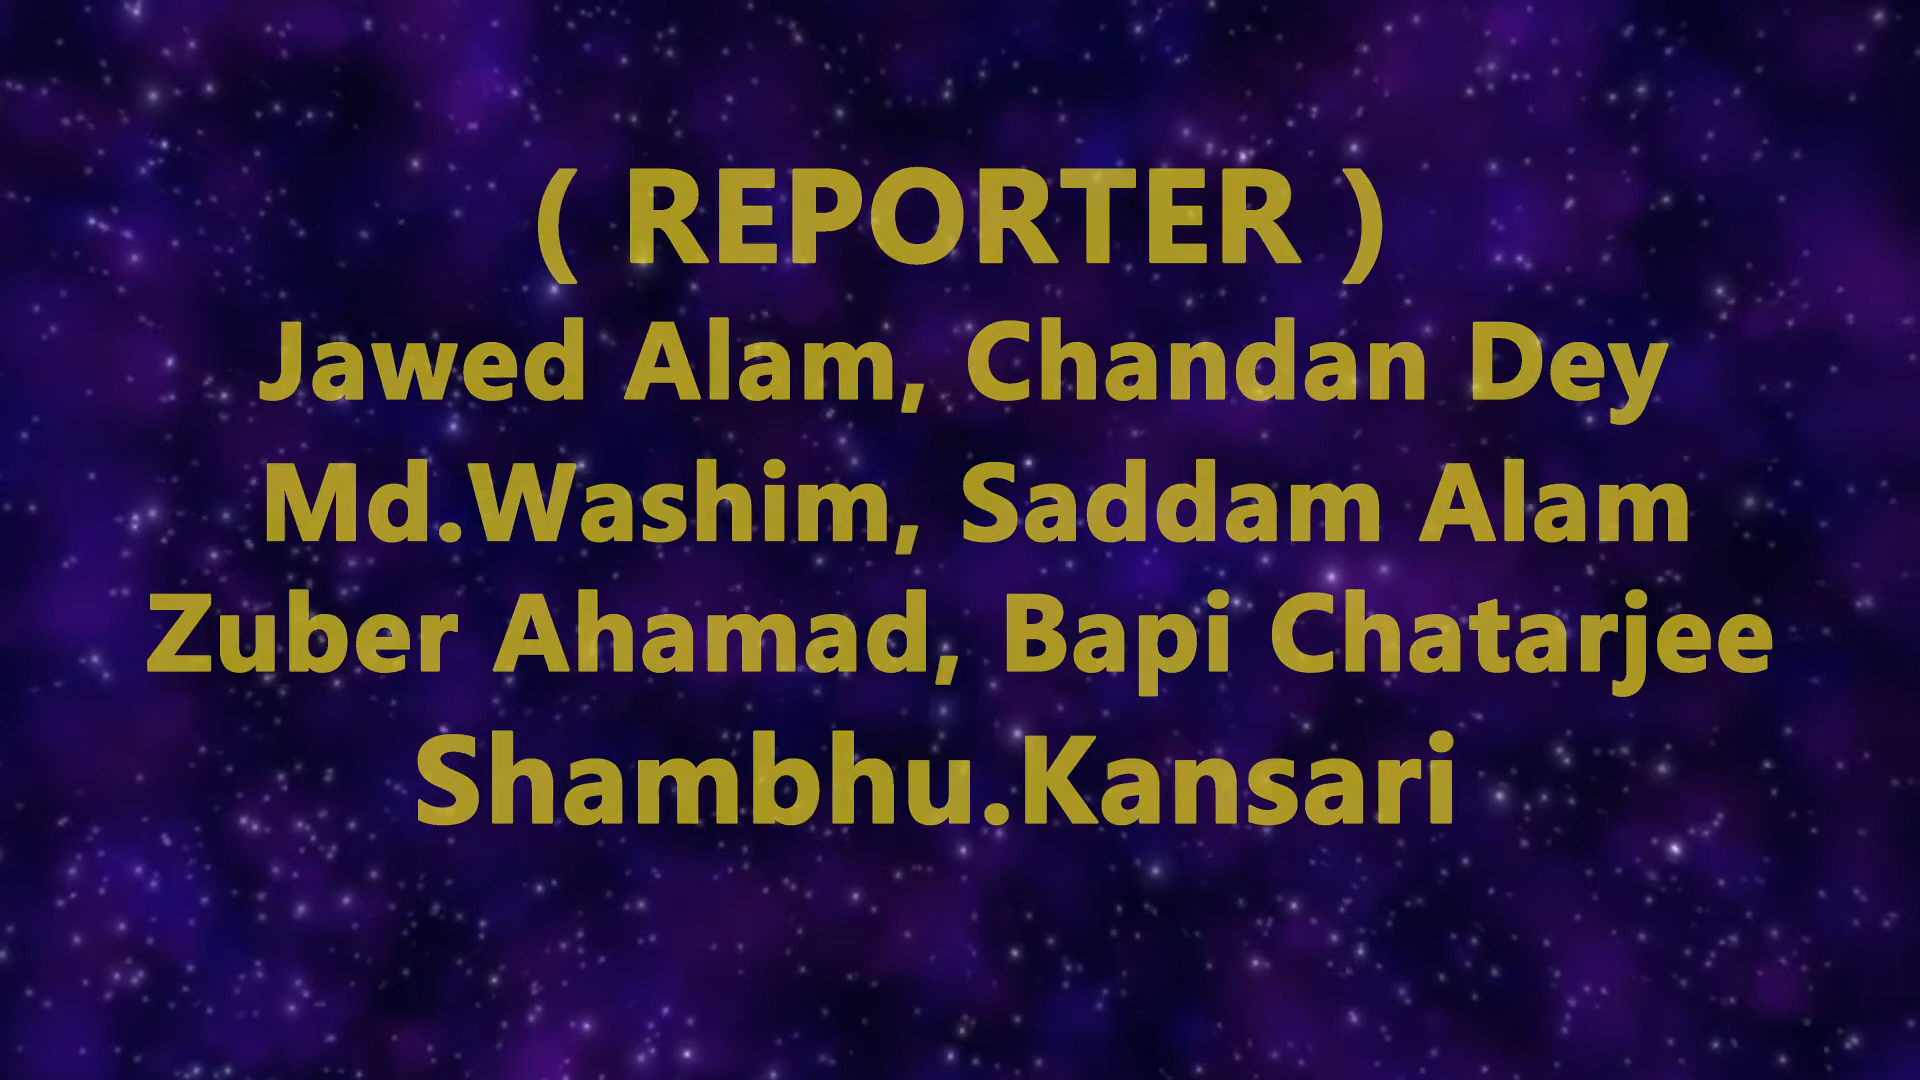 ( REPORTER )
Jawed Alam, Chandan Dey
Md.Washim, Saddam Alam
Zuber Ahamad, Bapi Chatarjee
Shambhu.Kansari